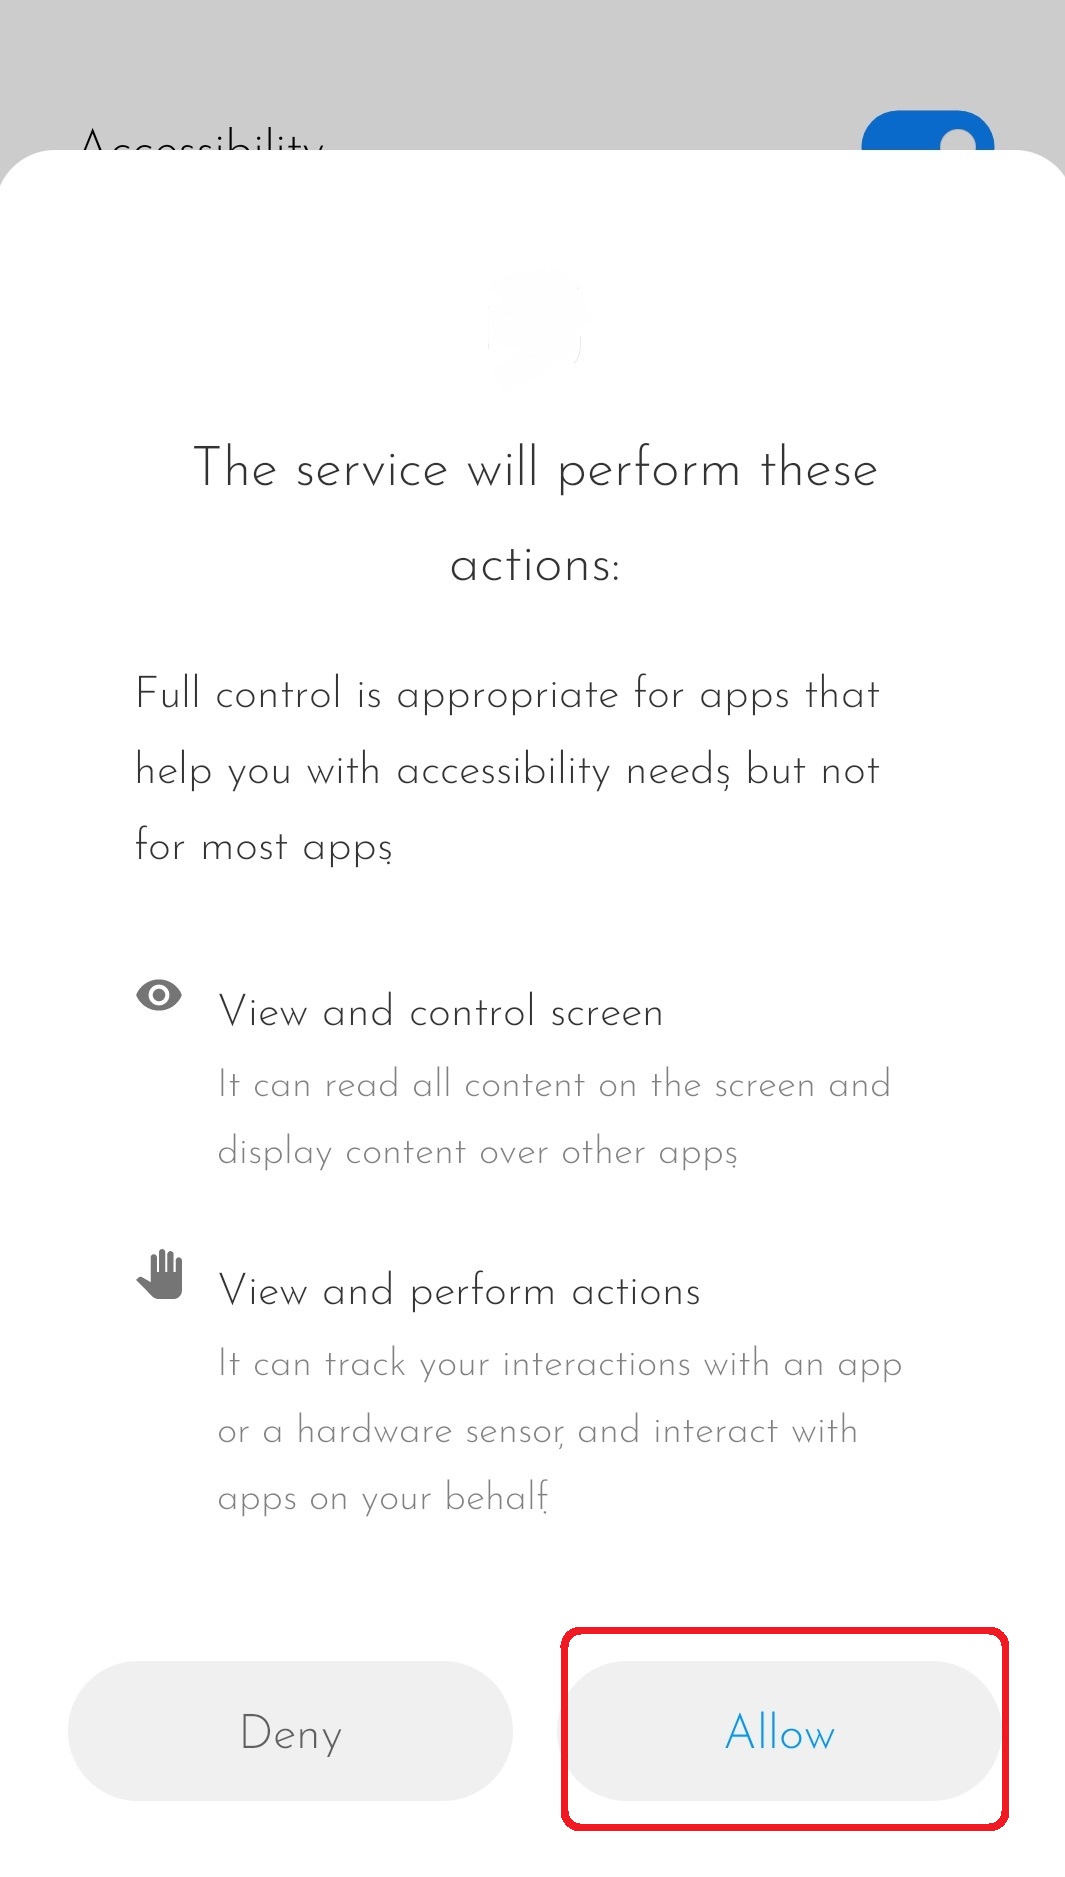 Accessibility
The service will perform these
actions:
Full control is appropriate for apps that
help you with accessibility needs, but not
for most apps.
View and control screen
It can read all content on the screen and
display content over other apps.
View and perform actions
It can track your interactions with an app
or a hardware sensor, and interact with
apps on your behalf.
Deny
Allow